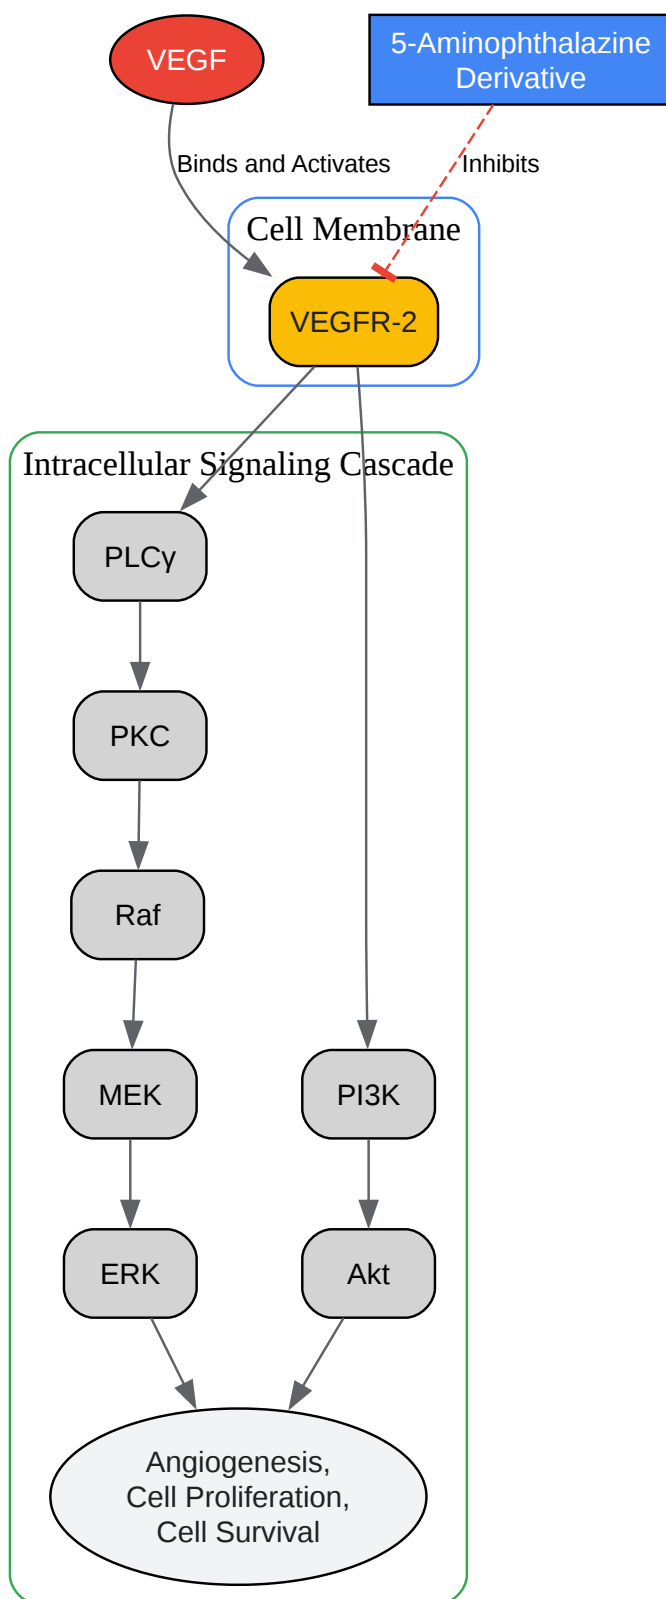 VEGF
5-Aminophthalazine
Derivative
Binds and Activates
Inhibits
Cell Membrane
VEGFR-2
Intracellular Signaling Cascade
PLCγ
PKC
Raf
MEK
PI3K
ERK
Akt
Angiogenesis,
Cell Proliferation,
Cell Survival